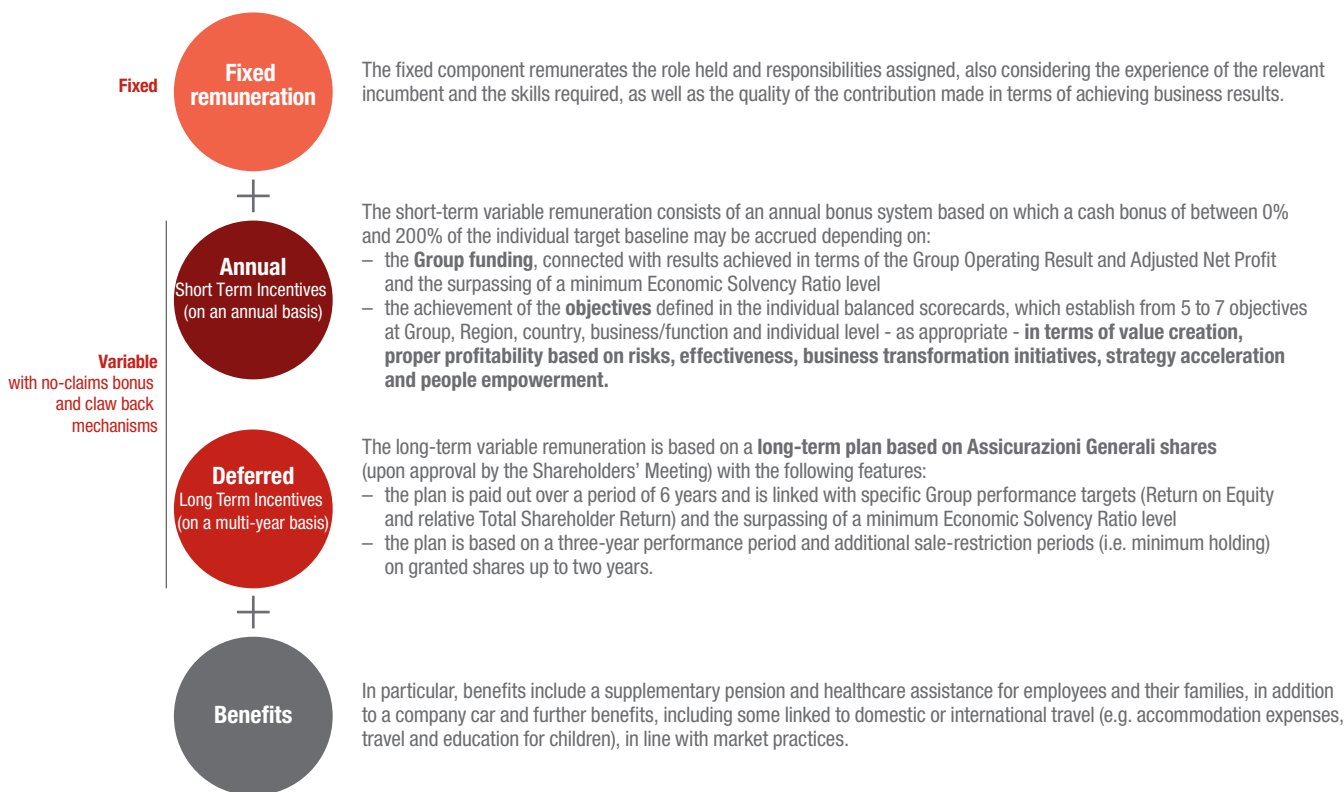 Fixed
Fixed
remuneration
The fixed component remunerates the role held and responsibilities assigned, also considering the experience of the relevant
incumbent and the skills required, as well as the quality of the contribution made in terms of achieving business results.
Variable
with no-claims bonus
and claw back
mechanisms
Annual
Short Term Incentives
(on an annual basis)
The short-term variable remuneration consists of an annual bonus system based on which a cash bonus of between 0%
and 200% of the individual target baseline may be accrued depending on:
– the Group funding, connected with results achieved in terms of the Group Operating Result and Adjusted Net Profit
and the surpassing of a minimum Economic Solvency Ratio level
– the achievement of the objectives defined in the individual balanced scorecards, which establish from 5 to 7 objectives
at Group, Region, country, business/function and individual level - as appropriate - in terms of value creation,
proper profitability based on risks, effectiveness, business transformation initiatives, strategy acceleration
and people empowerment.
Deferred
Long Term Incentives
(on a multi-year basis)
The long-term variable remuneration is based on a long-term plan based on Assicurazioni Generali shares
(upon approval by the Shareholders’ Meeting) with the following features:
– the plan is paid out over a period of 6 years and is linked with specific Group performance targets (Return on Equity
and relative Total Shareholder Return) and the surpassing of a minimum Economic Solvency Ratio level
– the plan is based on a three-year performance period and additional sale-restriction periods (i.e. minimum holding)
on granted shares up to two years.
Benefits
In particular, benefits include a supplementary pension and healthcare assistance for employees and their families, in addition
to a company car and further benefits, including some linked to domestic or international travel (e.g. accommodation expenses,
travel and education for children), in line with market practices.